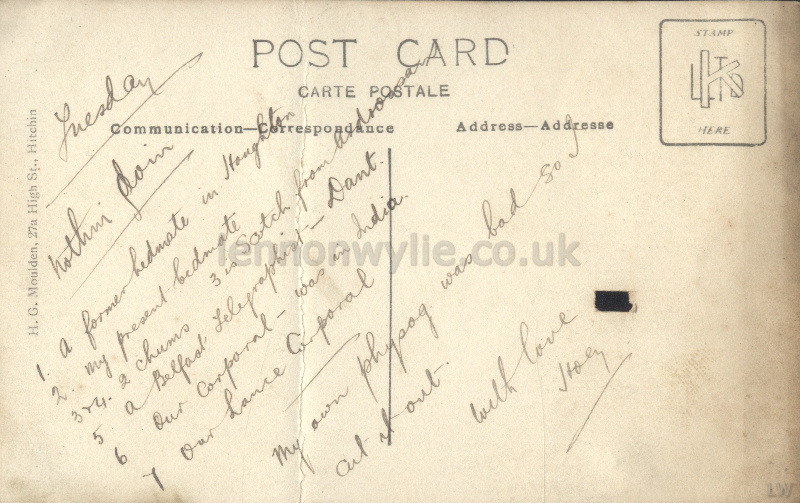 POST CARD
CARTE POSTALE
Communication—Correspondance
Address—Addresse
STAMP
HERE
H. G. Moulden, 27a High St., Hitchin
Tuesday
Nothin doin
1. A former bedmate in Houghton
2. My present bedmate
3 & 4. 2 Chums 3 is Scotch from Ardrossan
5 A Belfast Telegraphist – Dant.
6 Our Corporal – was in India
7 Our Lance Corporal
My own physog. was bad so I
cut it out.
With love
Hoey
lennonwylie.co.uk
LW